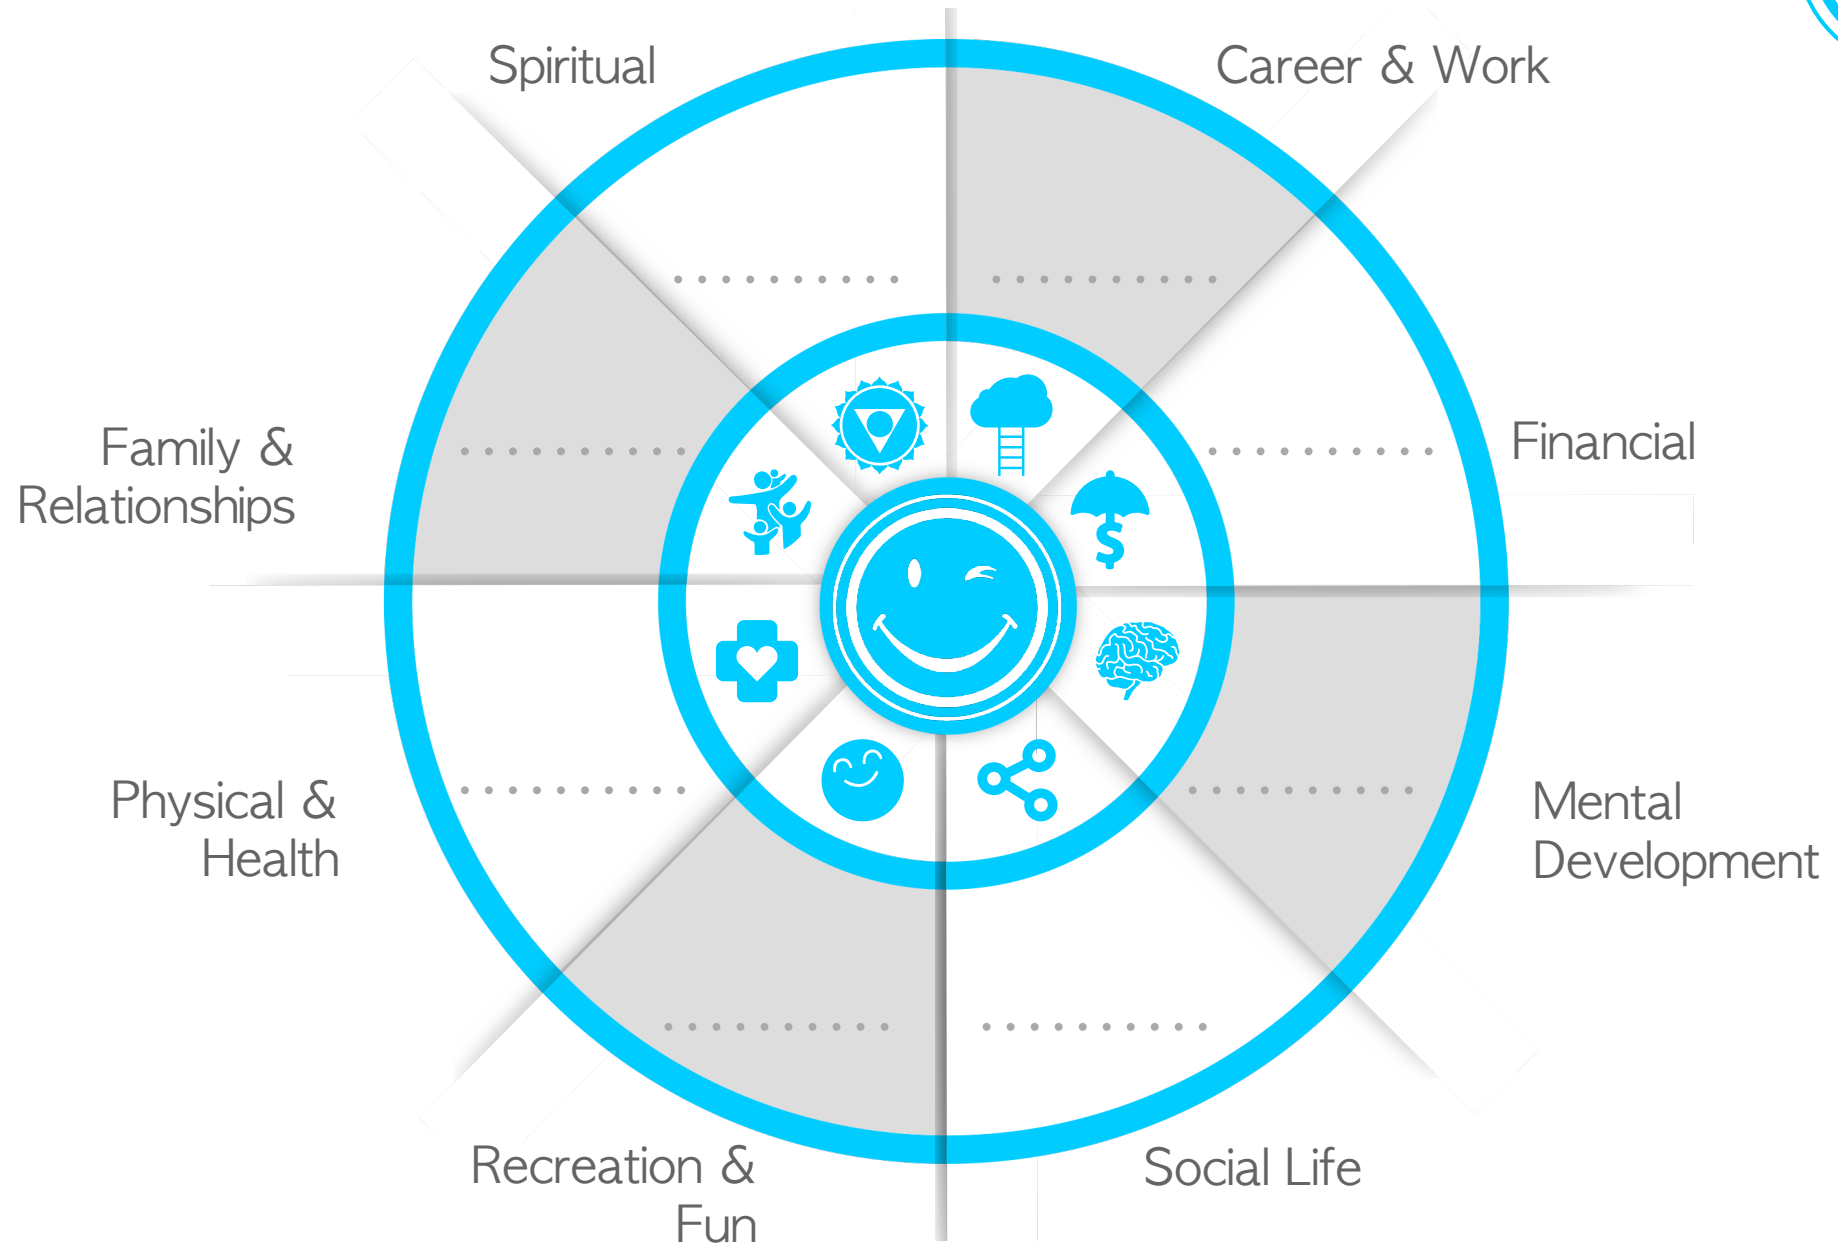 Spiritual
Career & Work
Family &
Relationships
Financial
Physical &
Health
Mental
Development
Recreation &
Fun
Social Life